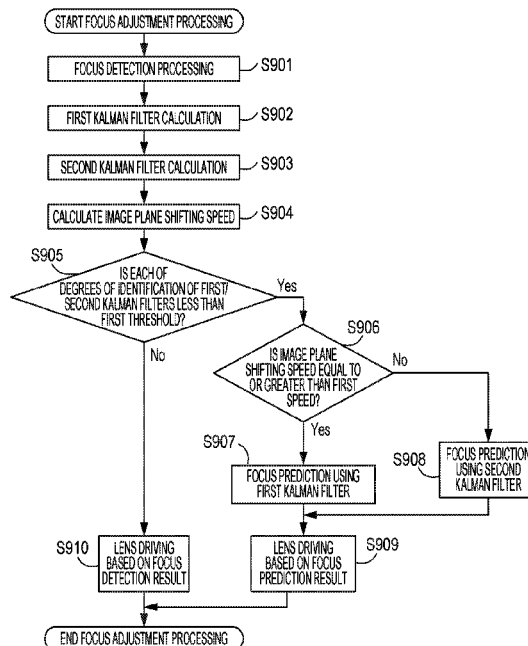 START FOCUS ADJUSTMENT PROCESSING
FOCUS DETECTION PROCESSING
S901
FIRST KALMAN FILTER CALCULATION
S902
SECOND KALMAN FILTER CALCULATION
S903
CALCULATE IMAGE PLANE SHIFTING SPEED
S904
S905
IS EACH OF
DEGREES OF IDENTIFICATION OF FIRST/
SECOND KALMAN FILTERS LESS THAN
FIRST THRESHOLD?
Yes
No
S906
IS IMAGE PLANE
SHIFTING SPEED EQUAL TO
OR GREATER THAN FIRST
SPEED?
No
Yes
S907
FOCUS PREDICTION USING
FIRST KALMAN FILTER
S908
FOCUS PREDICTION
USING SECOND
KALMAN FILTER
S910
LENS DRIVING
BASED ON FOCUS
DETECTION RESULT
LENS DRIVING
BASED ON FOCUS
PREDICTION RESULT
S909
END FOCUS ADJUSTMENT PROCESSING